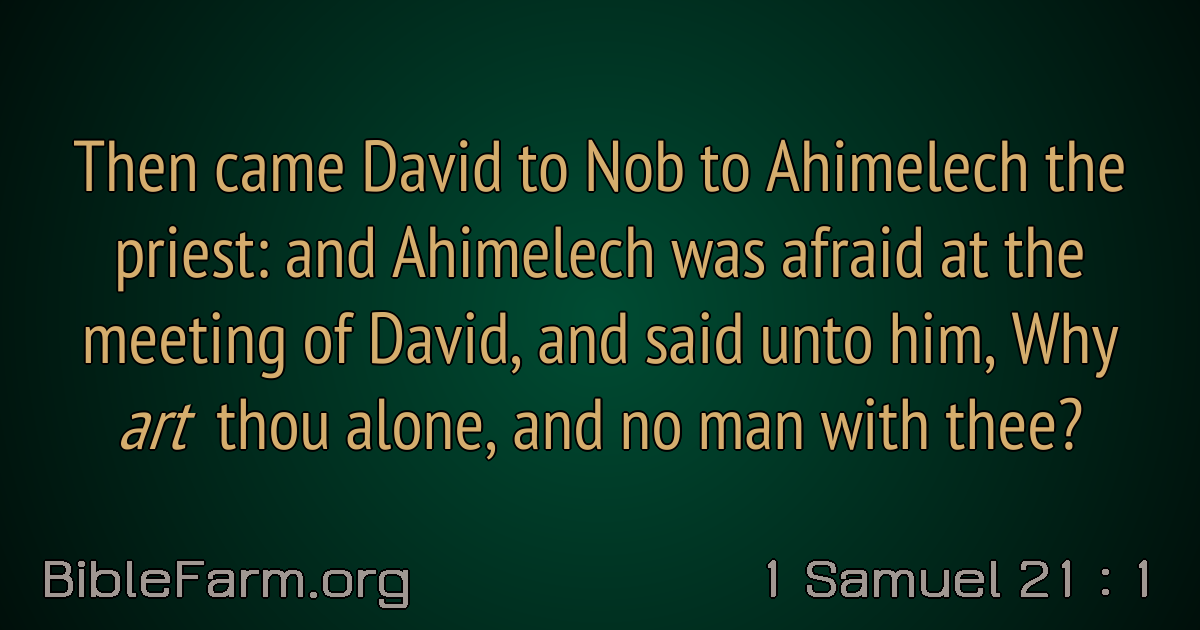 Then came David to Nob to Ahimelech the
priest: and Ahimelech was afraid at the
meeting of David, and said unto him, Why
art thou alone, and no man with thee?
BibleFarm.org
1 Samuel 21 : 1